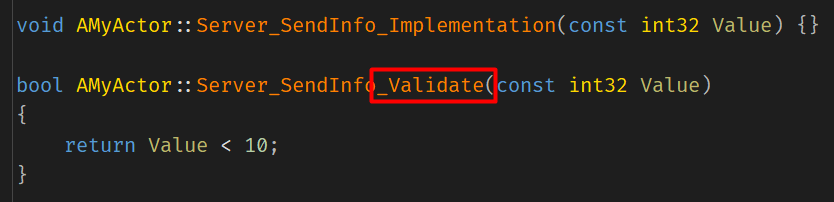 void AMyActor::Server_SendInfo_Implementation(const int32 Value) {}
bool AMyActor::Server_SendInfo_Validate(const int32 Value)
{
    return Value < 10;
}